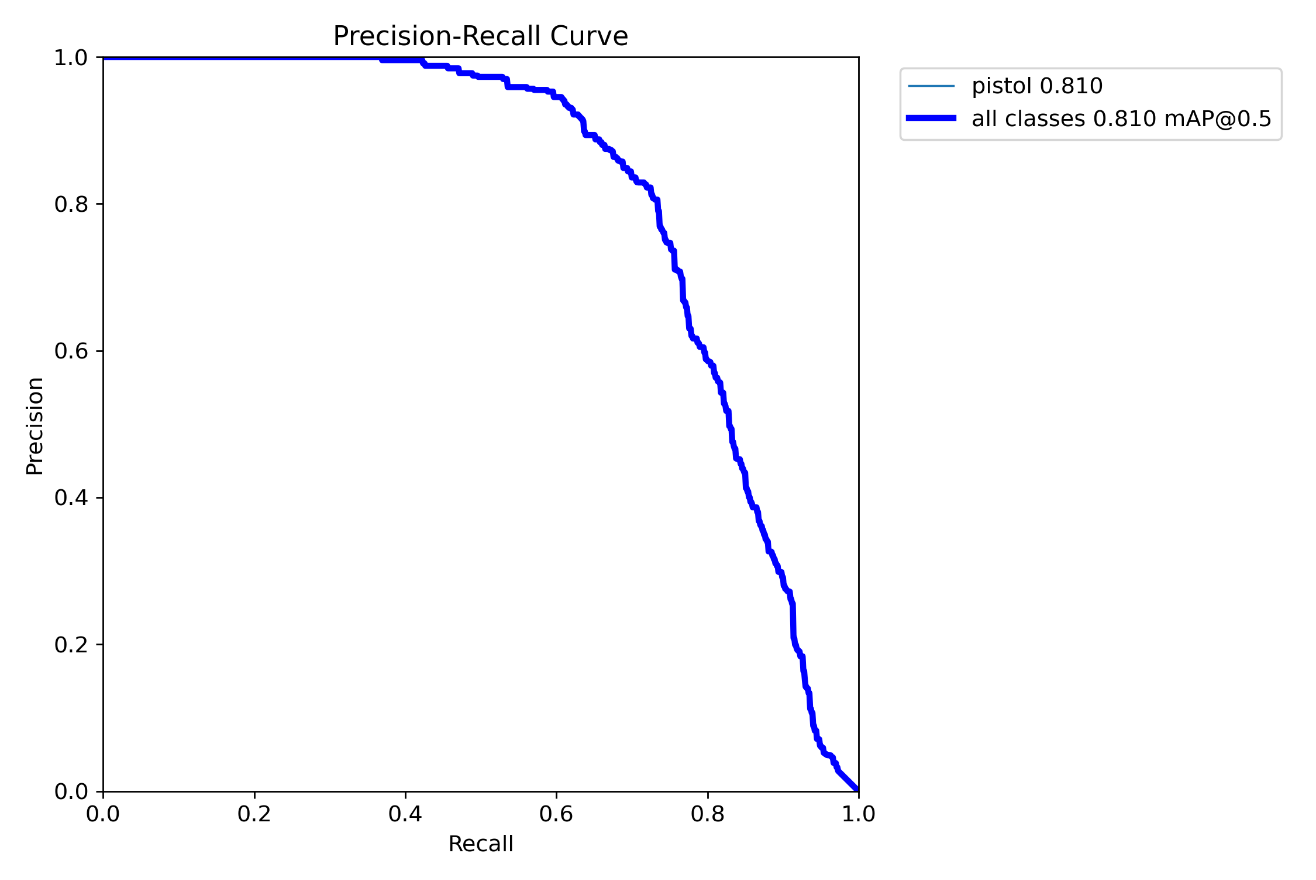 Precision-Recall Curve
1.0
0.8
0.6
0.4
0.2
0.0
Precision
0.0 0.2 0.4 0.6 0.8 1.0
Recall
pistol 0.810
all classes 0.810 mAP@0.5